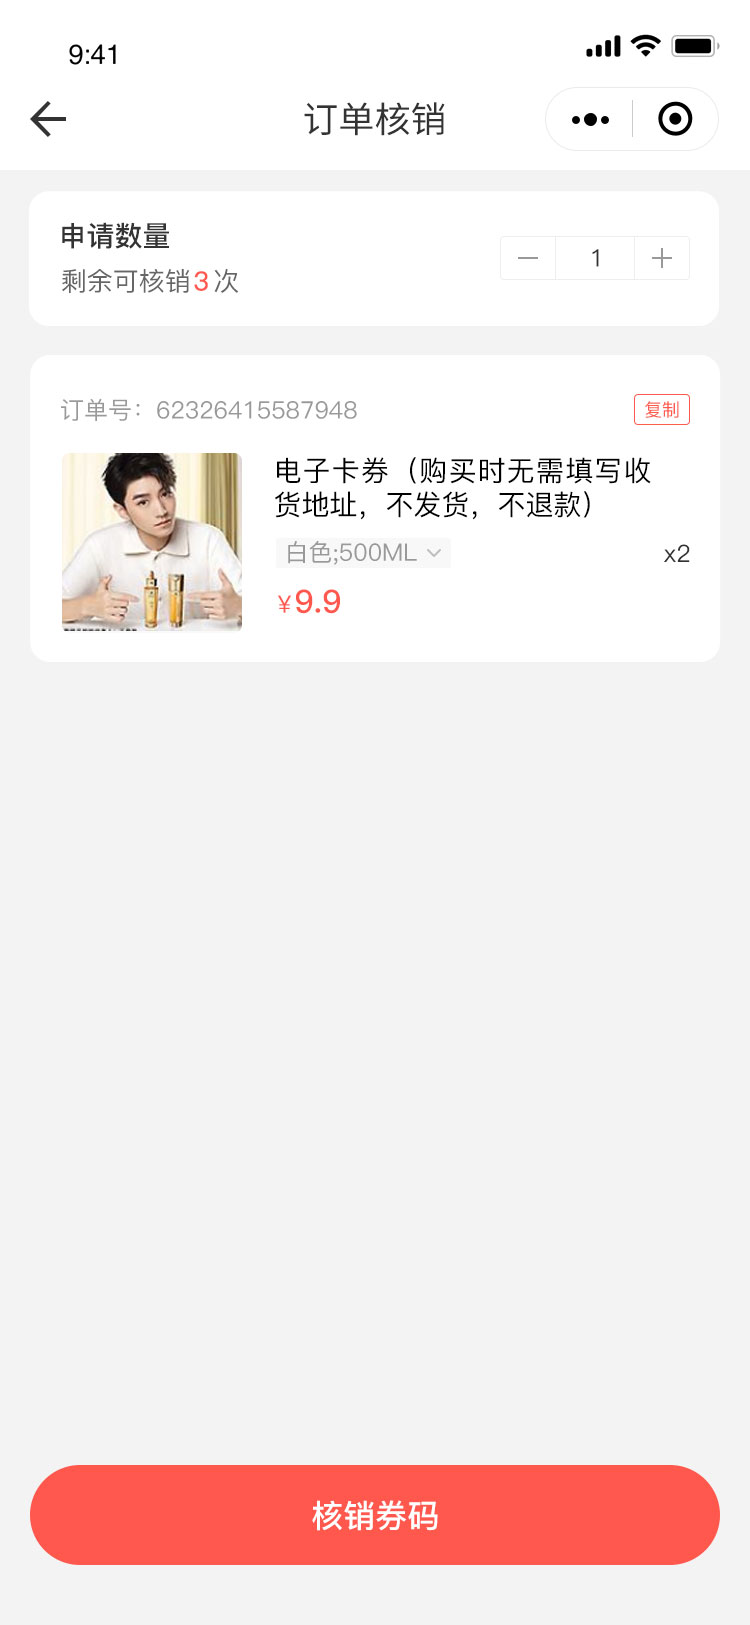 9:41
订单核销
申请数量
剩余可核销3次
1
订单号：62326415587948
复制
电子卡券（购买时无需填写收
货地址，不发货，不退款）
白色;500ML
x2
¥9.9
核销券码